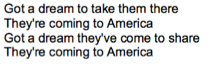 Got a dream to take them there
They're coming to America
Got a dream they've come to share
They're coming to America